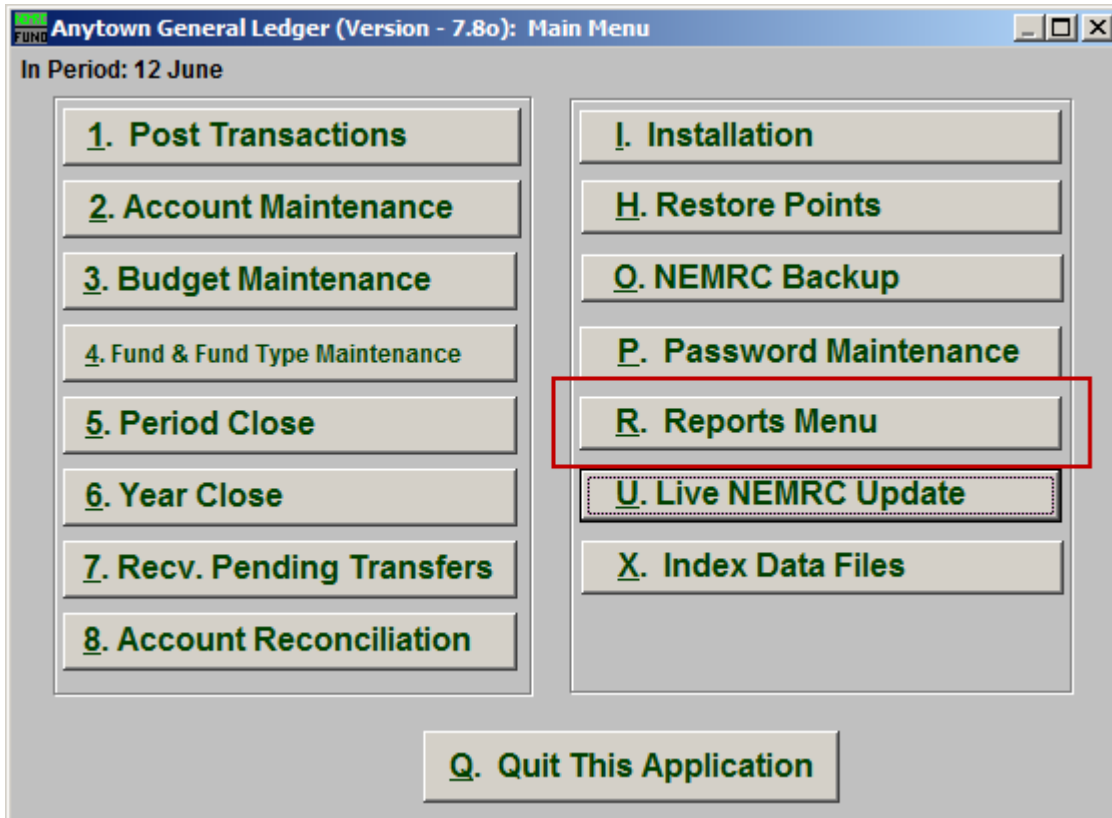 NEMRC
FUND
Anytown General Ledger (Version - 7.8o): Main Menu
In Period: 12 June
1. Post Transactions
2. Account Maintenance
3. Budget Maintenance
4. Fund & Fund Type Maintenance
5. Period Close
6. Year Close
7. Recv. Pending Transfers
8. Account Reconciliation
I. Installation
H. Restore Points
O. NEMRC Backup
P. Password Maintenance
R. Reports Menu
U. Live NEMRC Update
X. Index Data Files
Q. Quit This Application